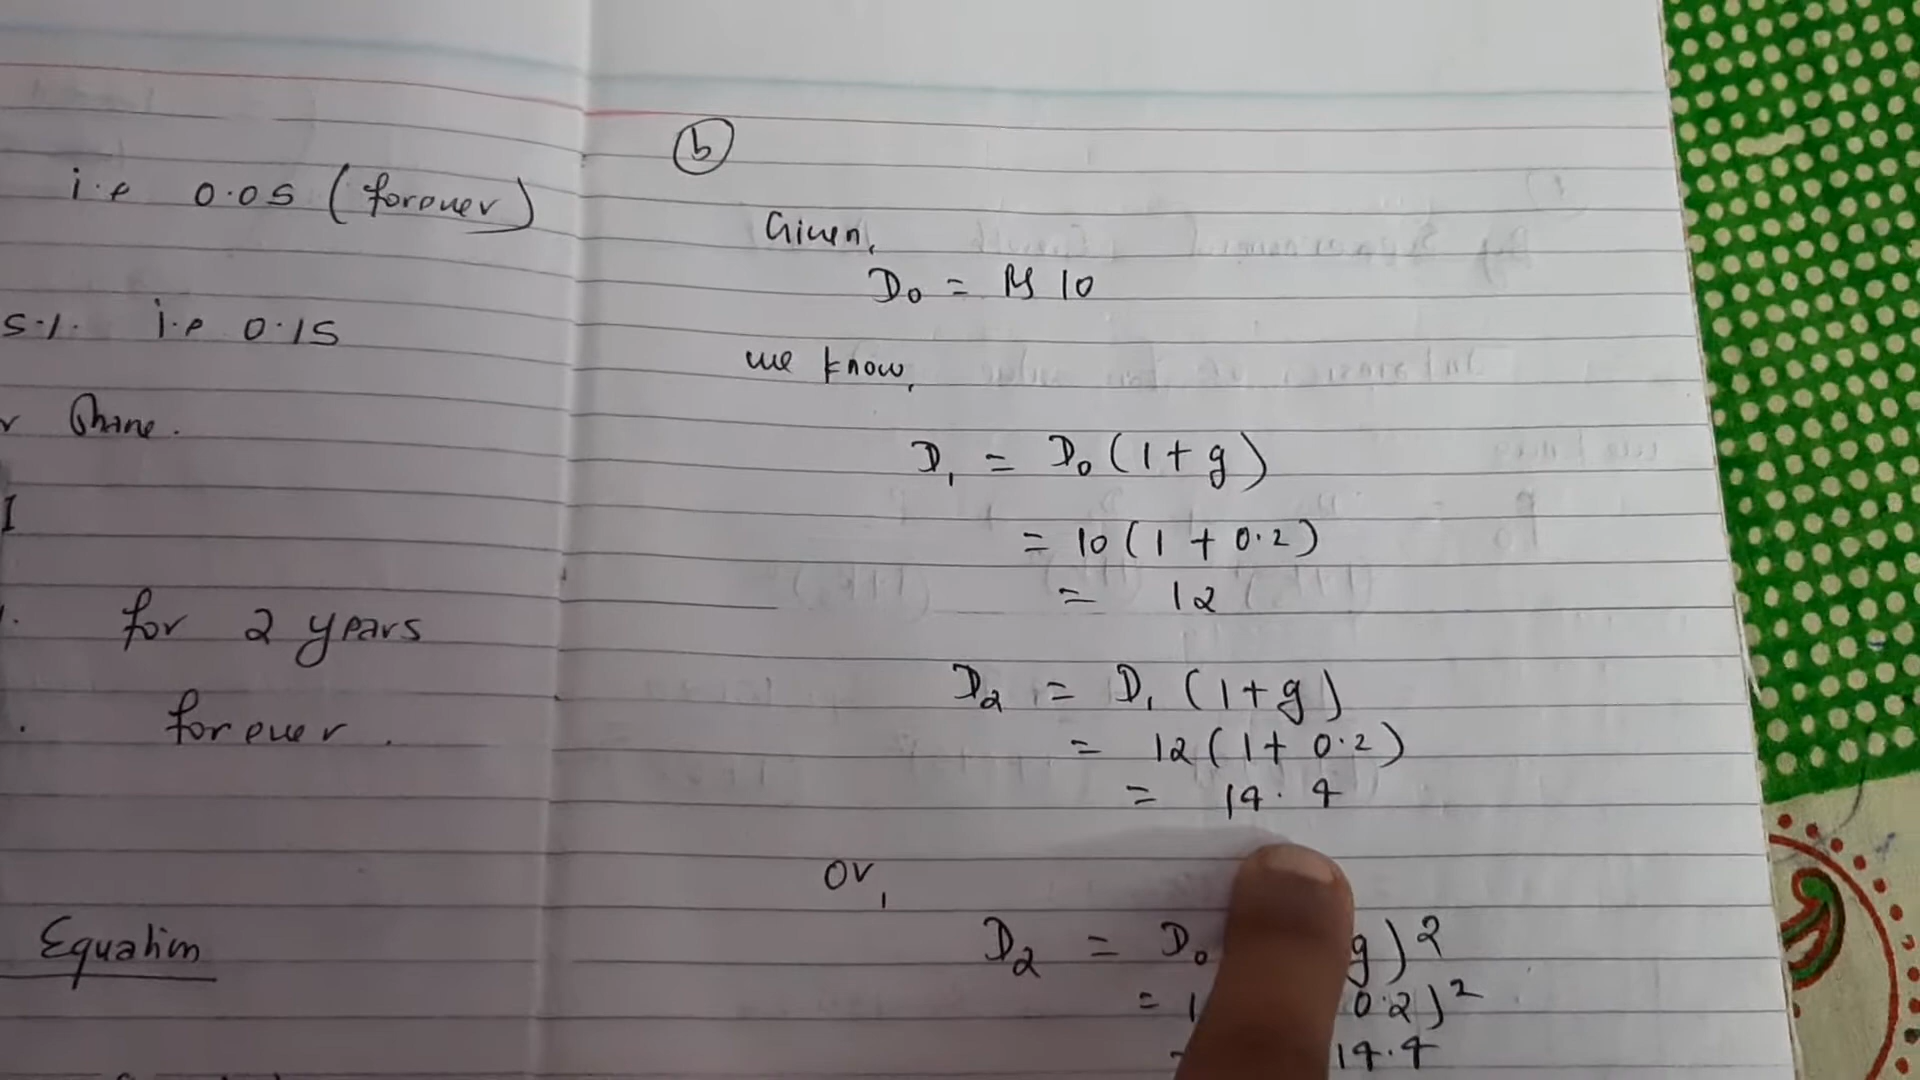 i.e 0.05 (forever)
5.1. i.e 0.15
for 2 years
forever.
Equation
b
Given,
D₀ = Rs 10
we know,
D₁ = D₀ (1 + g)
= 10 (1 + 0.2)
= 12
D₂ = D₁ (1 + g)
= 12 (1 + 0.2)
= 14.4
or,
D₂ = D₀ g)²
= 1 0.2)²
14.4